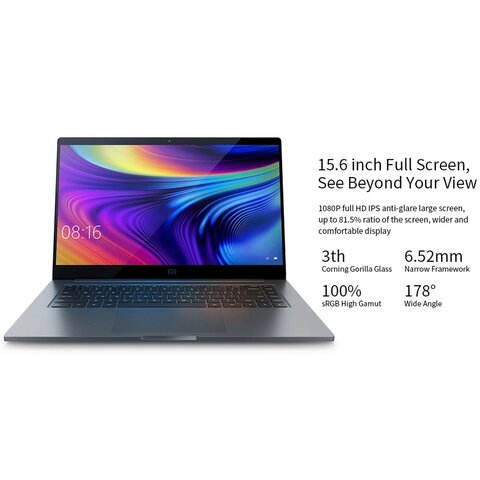 15.6 inch Full Screen,
See Beyond Your View
1080P full HD IPS anti-glare large screen,
up to 81.5% ratio of the screen, wider and
comfortable display
3th
6.52mm
Corning Gorilla Glass
Narrow Framework
100%
178°
sRGB High Gamut
Wide Angle
08:16
mi